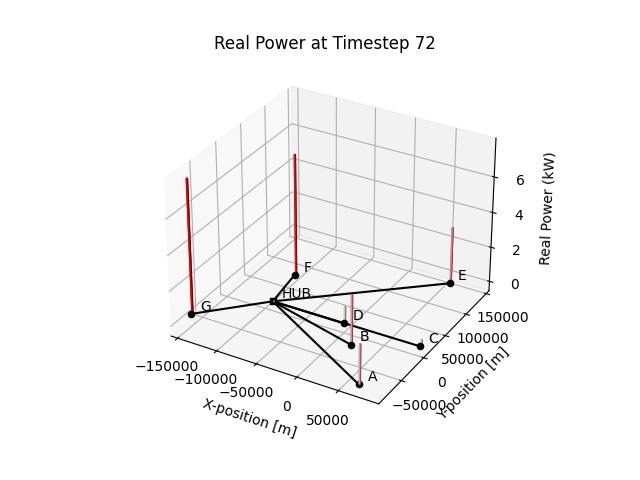 Real Power at Timestep 72
6
4
2
0
Real Power (kW)
F
E
HUB
G
D
B
C
A
150000
100000
50000
0
−50000
Y-position [m]
−150000
−100000
−50000
0
50000
X-position [m]